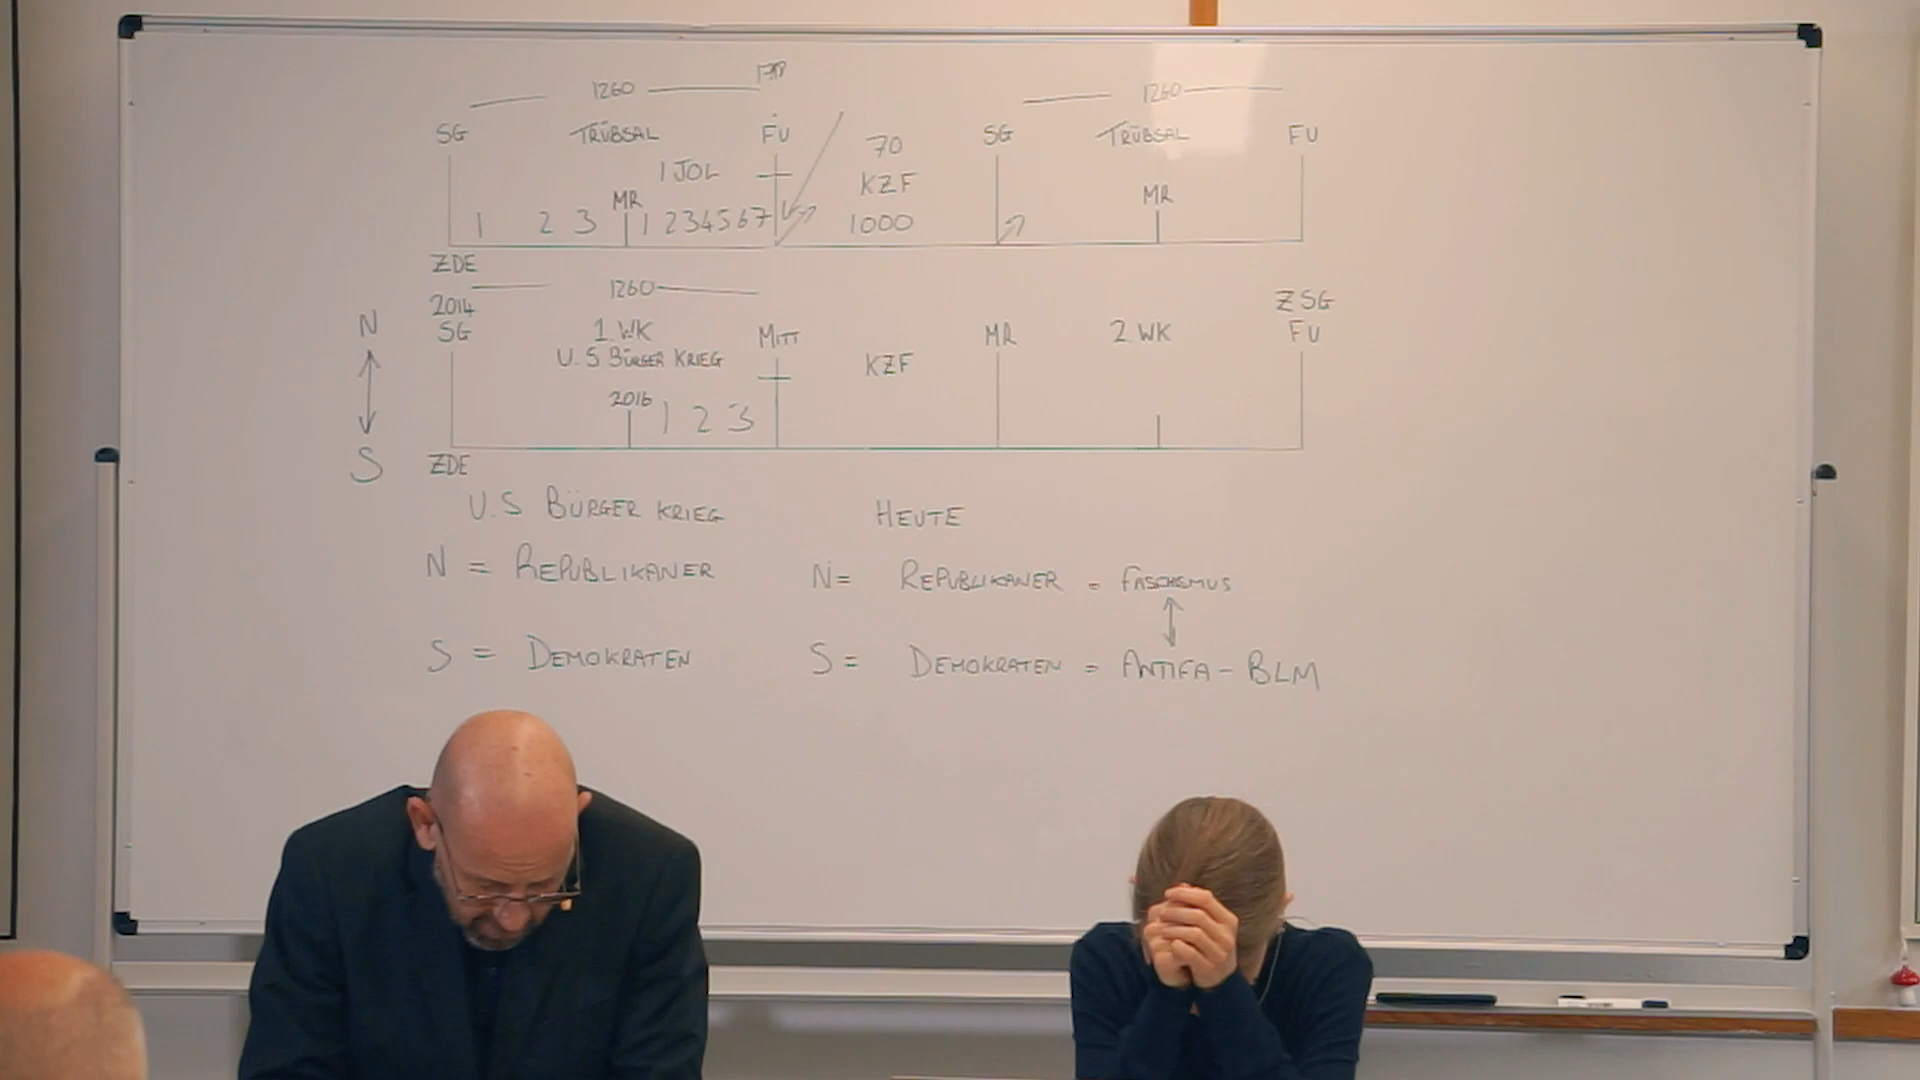 1260
1260
SG TRÜBSAL FU 70 SG TRÜBSAL FU
1 JOL KZF
MR MR
1 2 3 1 2 3 4 5 6 7 1000
ZDE
1260
2014 ZSG
N SG 1 WK MITT MR 2 WK FU
U.S BÜRGER KRIEG KZF
2016 1 2 3
S ZDE
U.S BÜRGER KRIEG HEUTE
N = REPUBLIKANER N = REPUBLIKANER = FASCHISMUS
S = DEMOKRATEN S = DEMOKRATEN = ANTIFA - BLM